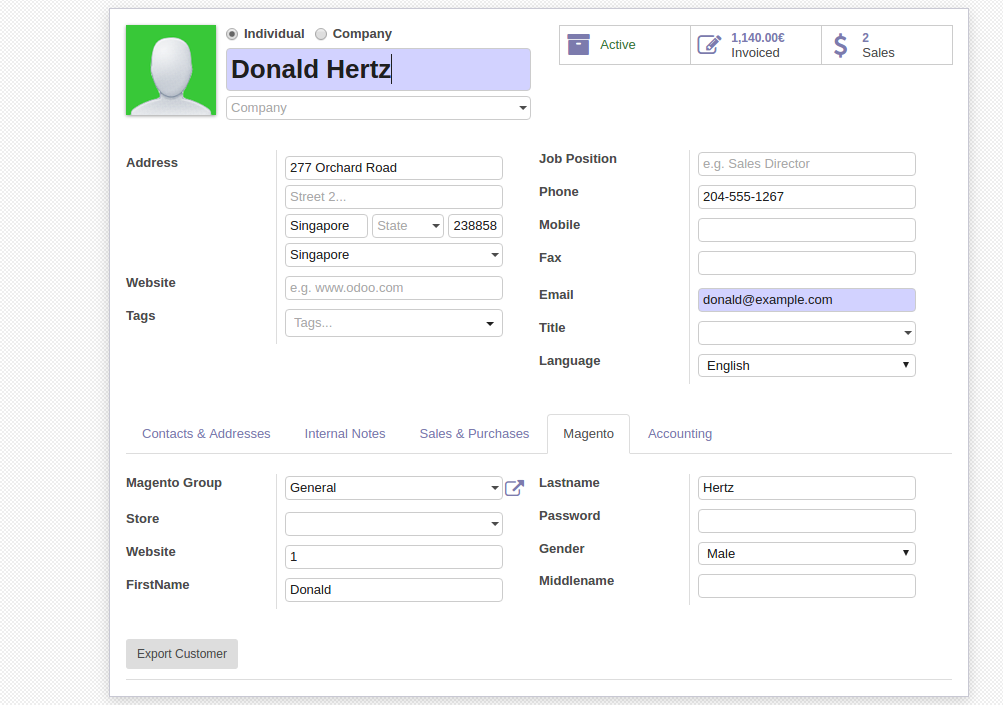 Individual Company
Donald Hertz
Company
Active
1,140.00€
Invoiced
2
Sales
Address
277 Orchard Road
Street 2...
Singapore State 238858
Singapore
Website e.g. www.odoo.com
Tags Tags...
Job Position e.g. Sales Director
Phone 204-555-1267
Mobile
Fax
Email donald@example.com
Title
Language English
Contacts & Addresses Internal Notes Sales & Purchases Magento Accounting
Magento Group General
Store
Website 1
FirstName Donald
Lastname Hertz
Password
Gender Male
Middlename
Export Customer